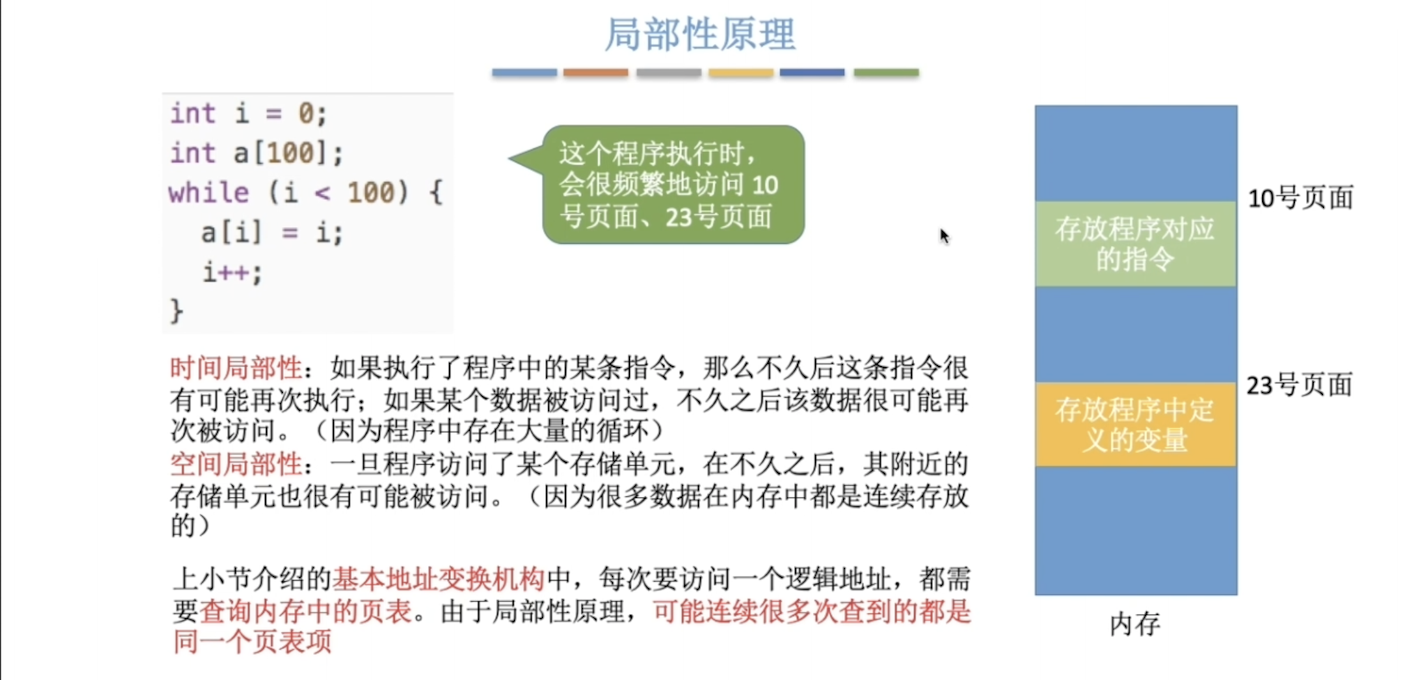 局部性原理
int i = 0;
int a[100];
while (i < 100) {
  a[i] = i;
  i++;
}
这个程序执行时，
会很频繁地访问 10
号页面、23号页面
10号页面
存放程序对应
的指令
23号页面
存放程序中定
义的变量
内存
时间局部性：如果执行了程序中的某条指令，那么不久后这条指令很
有可能再次执行；如果某个数据被访问过，不久之后该数据很可能再
次被访问。（因为程序中存在大量的循环）
空间局部性：一旦程序访问了某个存储单元，在不久之后，其附近的
存储单元也很有可能被访问。（因为很多数据在内存中都是连续存放
的）
上小节介绍的基本地址变换机构中，每次要访问一个逻辑地址，都需
要查询内存中的页表。由于局部性原理，可能连续很多次查到的都是
同一个页表项